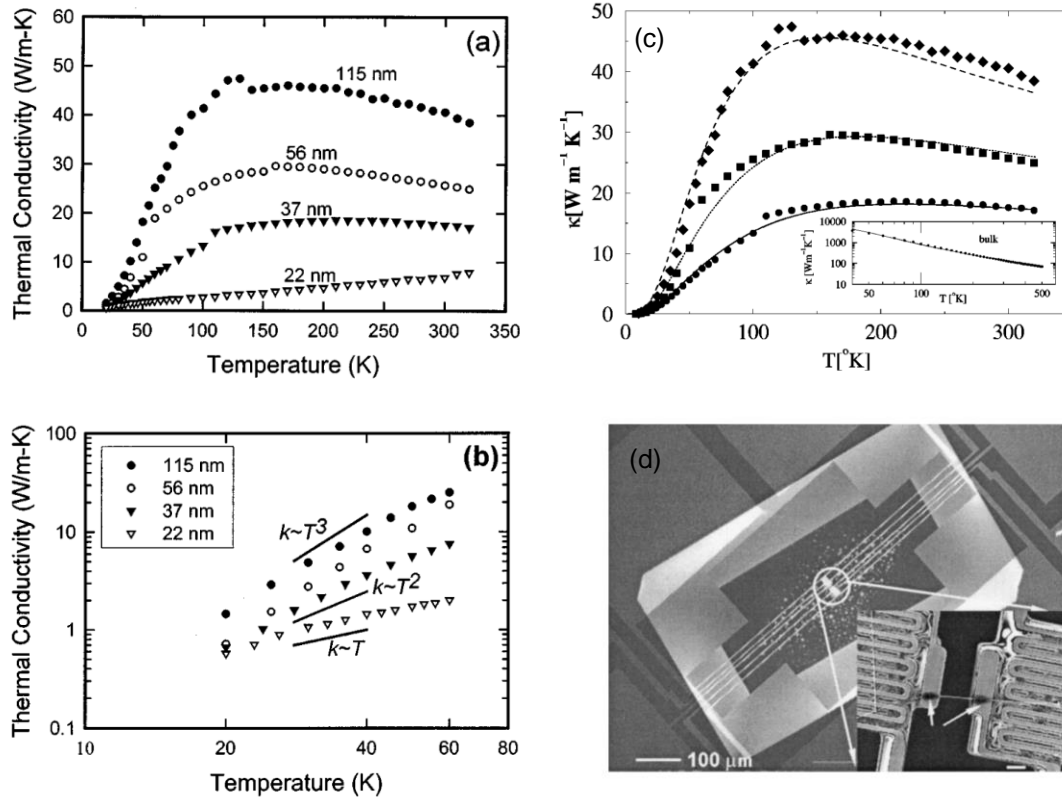 (a)
Thermal Conductivity (W/m-K)
70
60
50
40
30
20
10
0
115 nm
56 nm
37 nm
22 nm
0 50 100 150 200 250 300 350
Temperature (K)
(c)
κ[W m⁻¹ K⁻¹]
50
40
30
20
10
0
κ [Wm⁻¹K⁻¹]
10000
1000
100
10
bulk
50 100 500
T [°K]
0 100 200 300
T[°K]
(b)
Thermal Conductivity (W/m-K)
100
10
1
0.1
115 nm
56 nm
37 nm
22 nm
k~T³
k~T²
k~T
10 20 40 60 80
Temperature (K)
(d)
100 μm